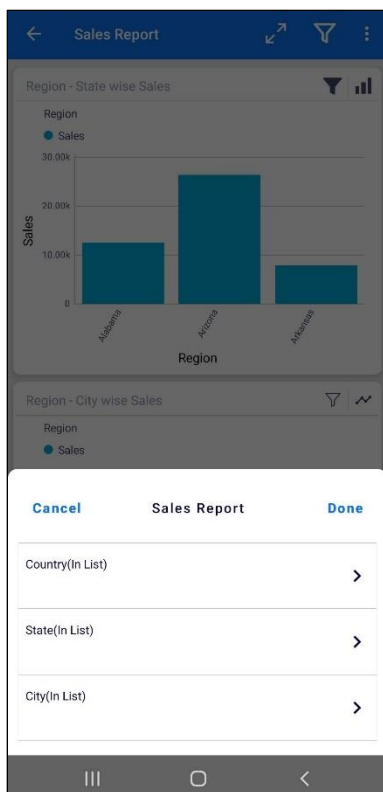 Sales Report
Region - State wise Sales
Region
Sales
30.00k
20.00k
10.00k
0
Sales
Alabama
Arizona
Arkansas
Region
Region - City wise Sales
Region
Sales
Cancel Sales Report Done
Country(In List)
State(In List)
City(In List)